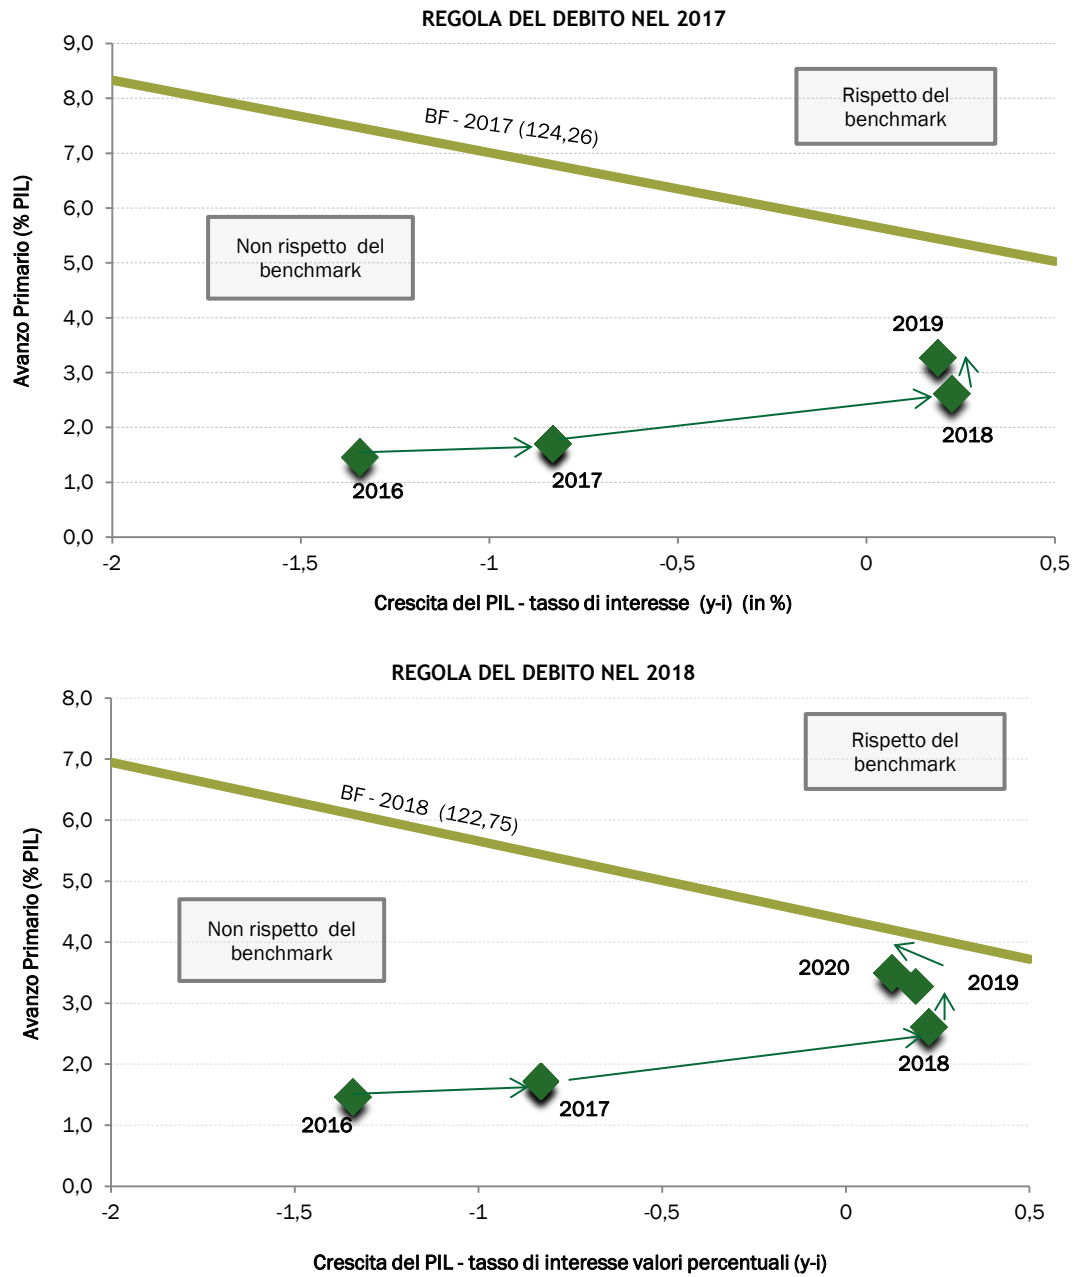 REGOLA DEL DEBITO NEL 2017
9,0
8,0
7,0
6,0
5,0
4,0
3,0
2,0
1,0
0,0
Avanzo Primario (% PIL)
BF - 2017 (124,26)
Rispetto del
benchmark
Non rispetto del
benchmark
2019
2018
2017
2016
-2
-1,5
-1
-0,5
0
0,5
Crescita del PIL - tasso di interesse (y-i) (in %)
REGOLA DEL DEBITO NEL 2018
8,0
7,0
6,0
5,0
4,0
3,0
2,0
1,0
0,0
Avanzo Primario (% PIL)
BF - 2018 (122,75)
Rispetto del
benchmark
Non rispetto del
benchmark
2020
2019
2018
2017
2016
-2
-1,5
-1
-0,5
0
0,5
Crescita del PIL - tasso di interesse valori percentuali (y-i)